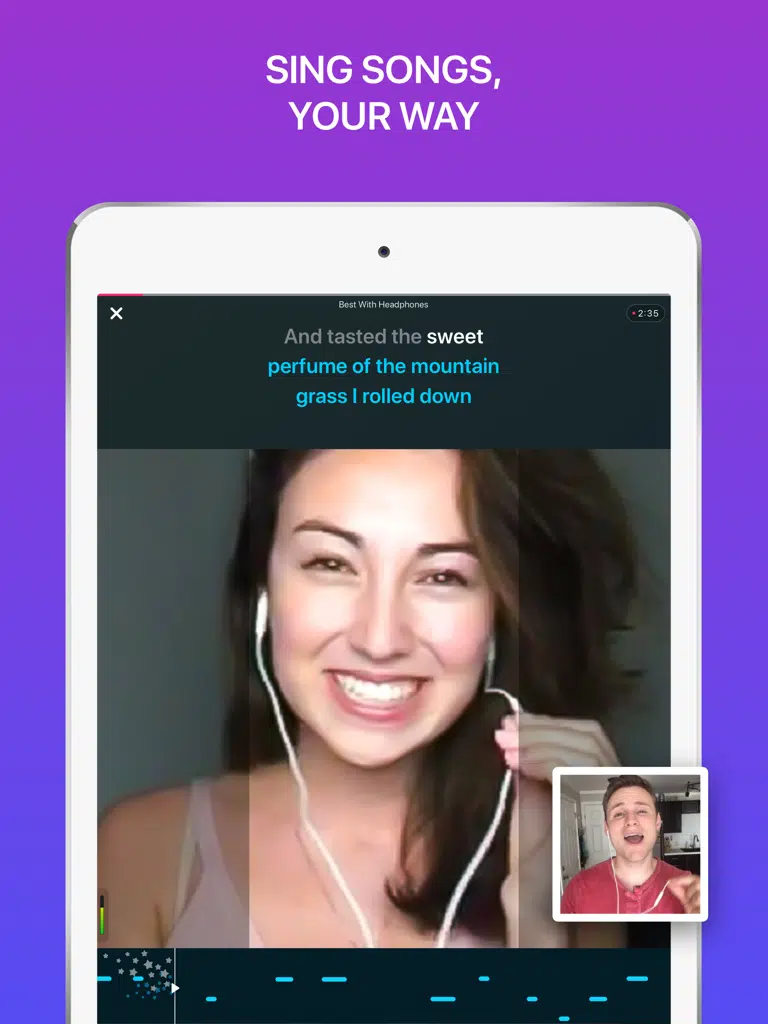 SING SONGS,
YOUR WAY
Best With Headphones
2:35
And tasted the sweet
perfume of the mountain
grass I rolled down